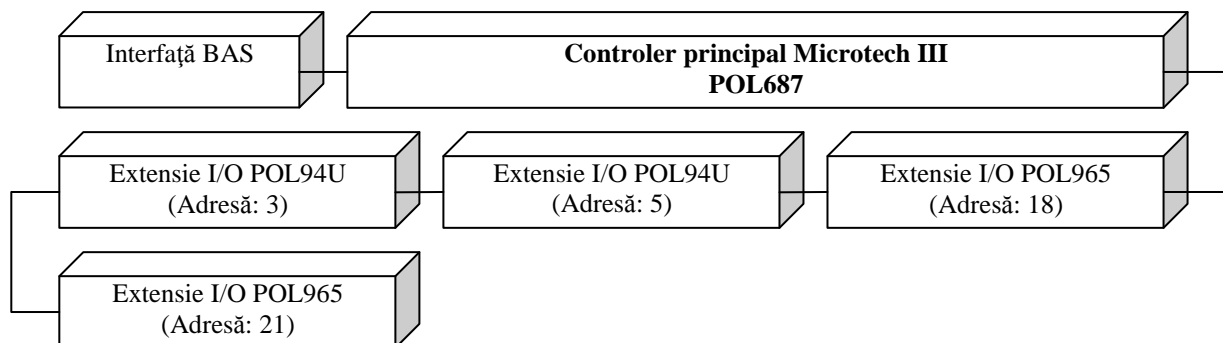 Interfaţă BAS
Controler principal Microtech III
POL687
Extensie I/O POL94U
(Adresă: 3)
Extensie I/O POL94U
(Adresă: 5)
Extensie I/O POL965
(Adresă: 18)
Extensie I/O POL965
(Adresă: 21)